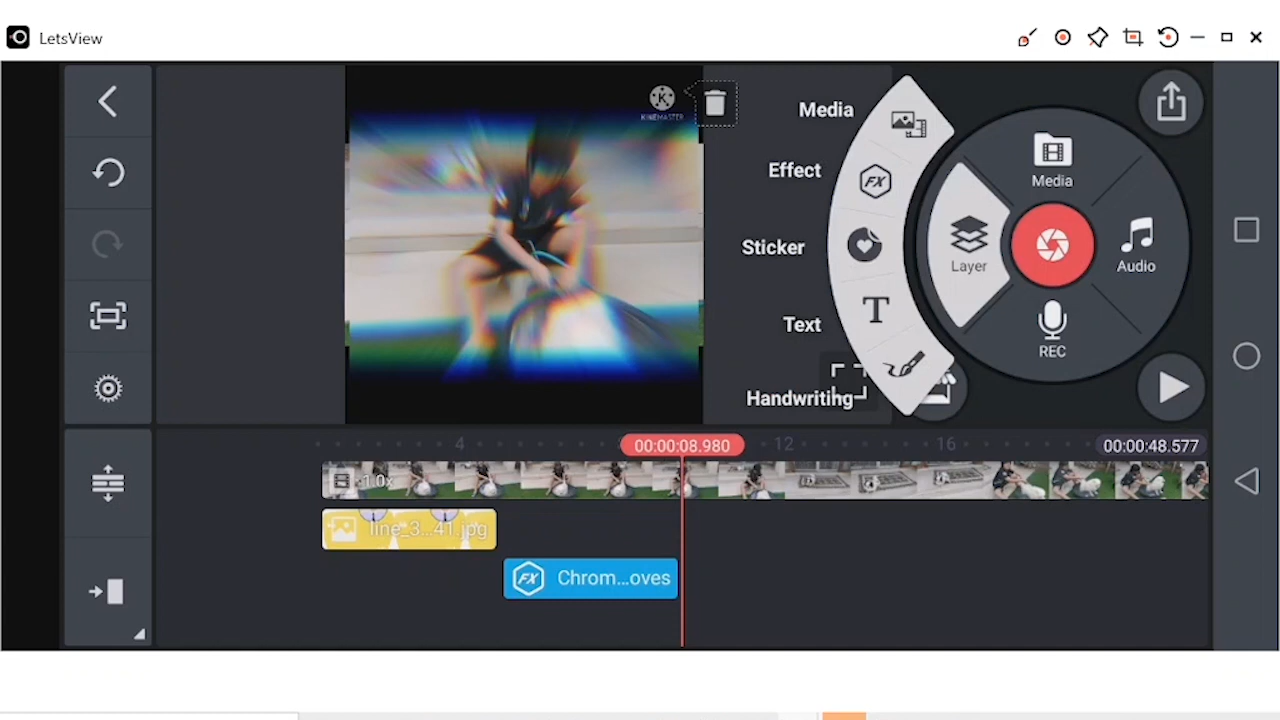 LetsView
KINEMASTER
Media
Effect
Sticker
Text
Handwriting
Media
Layer
Audio
REC
4
00:00:08.980
12
16
00:00:48.577
1.0x
line_3...41.jpg
FX
Chrom...oves